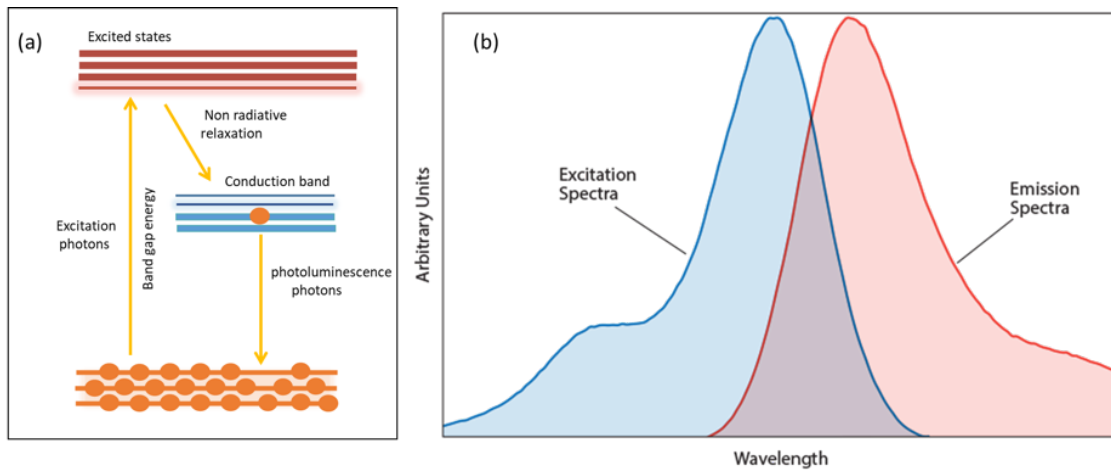 (a)
Excited states
Non radiative
relaxation
Conduction band
Excitation
photons
Band gap energy
photoluminescence
photons
(b)
Arbitrary Units
Excitation
Spectra
Emission
Spectra
Wavelength